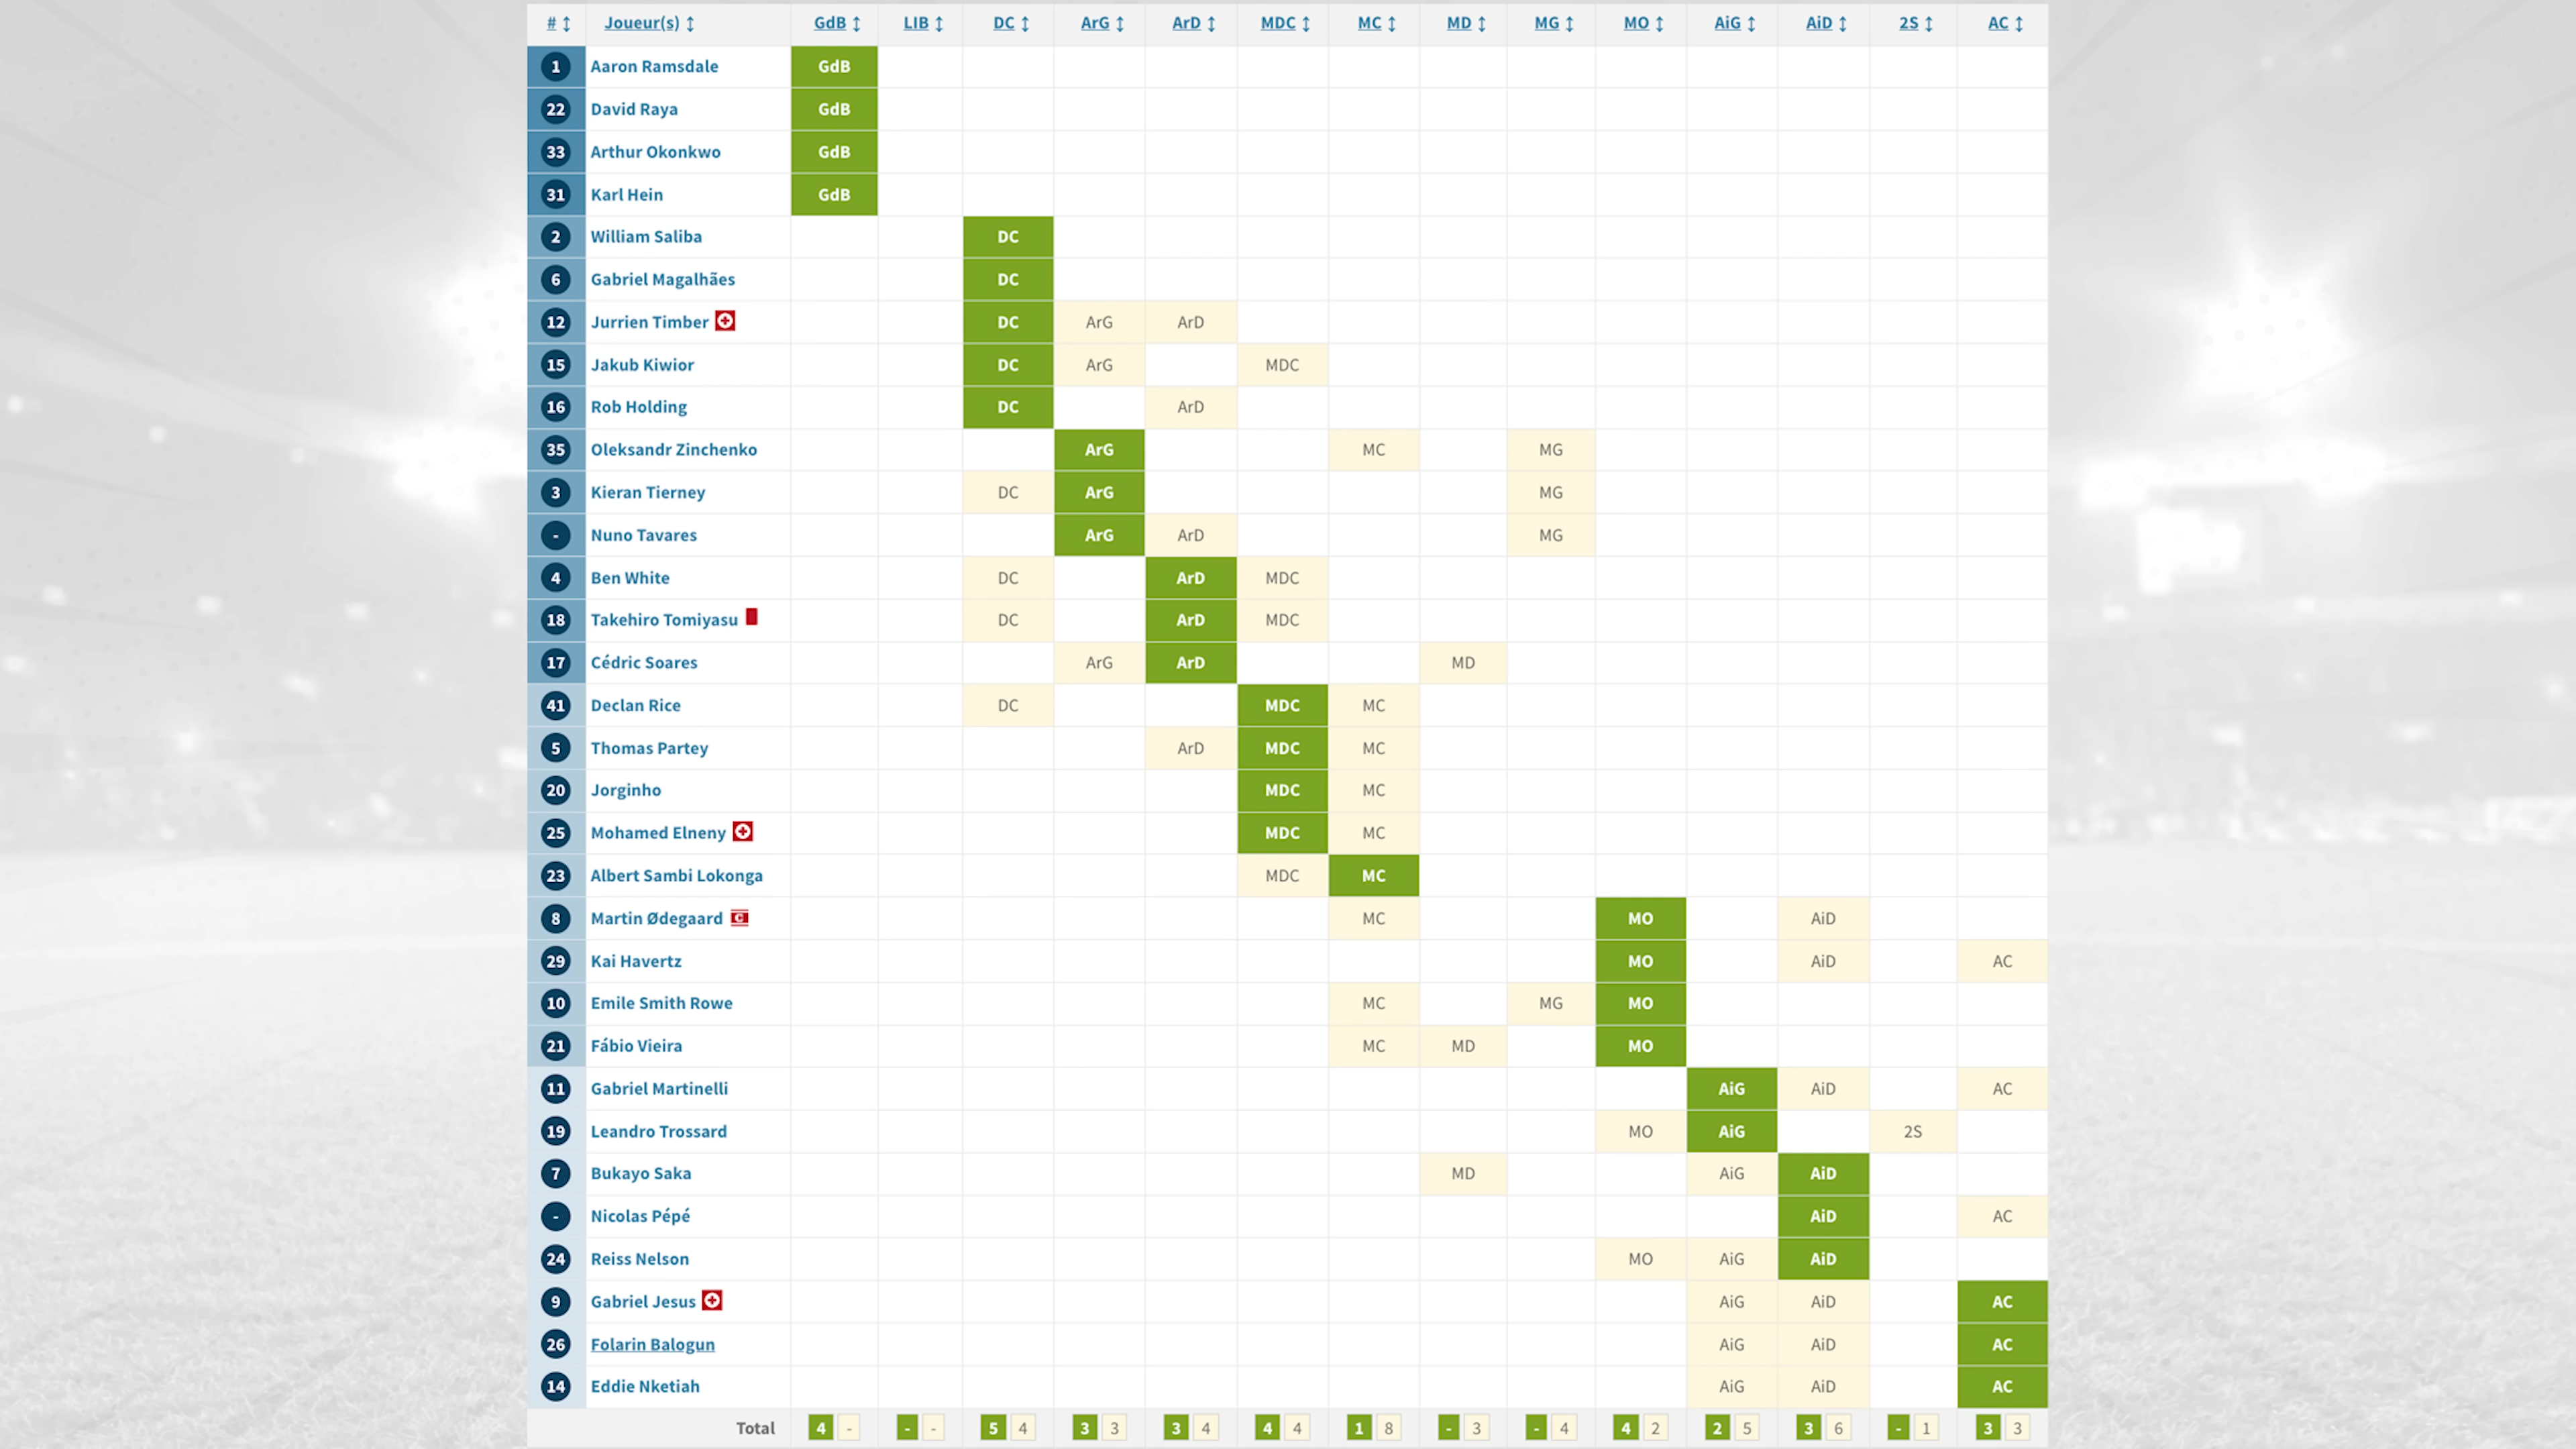 # Joueur(s) GdB LIB DC ArG ArD MDC MC MD MG MO AiG AiD 2S AC
1 Aaron Ramsdale GdB
22 David Raya GdB
33 Arthur Okonkwo GdB
31 Karl Hein GdB
2 William Saliba DC
6 Gabriel Magalhães DC
12 Jurrien Timber DC ArG ArD
15 Jakub Kiwior DC ArG MDC
16 Rob Holding DC ArD
35 Oleksandr Zinchenko ArG MC MG
3 Kieran Tierney DC ArG MG
- Nuno Tavares ArG ArD MG
4 Ben White DC ArD MDC
18 Takehiro Tomiyasu DC ArD MDC
17 Cédric Soares ArG ArD MD
41 Declan Rice DC MDC MC
5 Thomas Partey ArD MDC MC
20 Jorginho MDC MC
25 Mohamed Elneny MDC MC
23 Albert Sambi Lokonga MDC MC
8 Martin Ødegaard C MC MO AiD
29 Kai Havertz MO AiD AC
10 Emile Smith Rowe MC MG MO
21 Fábio Vieira MC MD MO
11 Gabriel Martinelli AiG AiD AC
19 Leandro Trossard MO AiG 2S
7 Bukayo Saka MD AiG AiD
- Nicolas Pépé AiD AC
24 Reiss Nelson MO AiG AiD
9 Gabriel Jesus AiG AiD AC
26 Folarin Balogun AiG AiD AC
14 Eddie Nketiah AiG AiD AC
Total 4 - - - 5 4 3 3 3 4 4 4 1 8 - 3 - 4 4 2 2 5 3 6 - 1 3 3